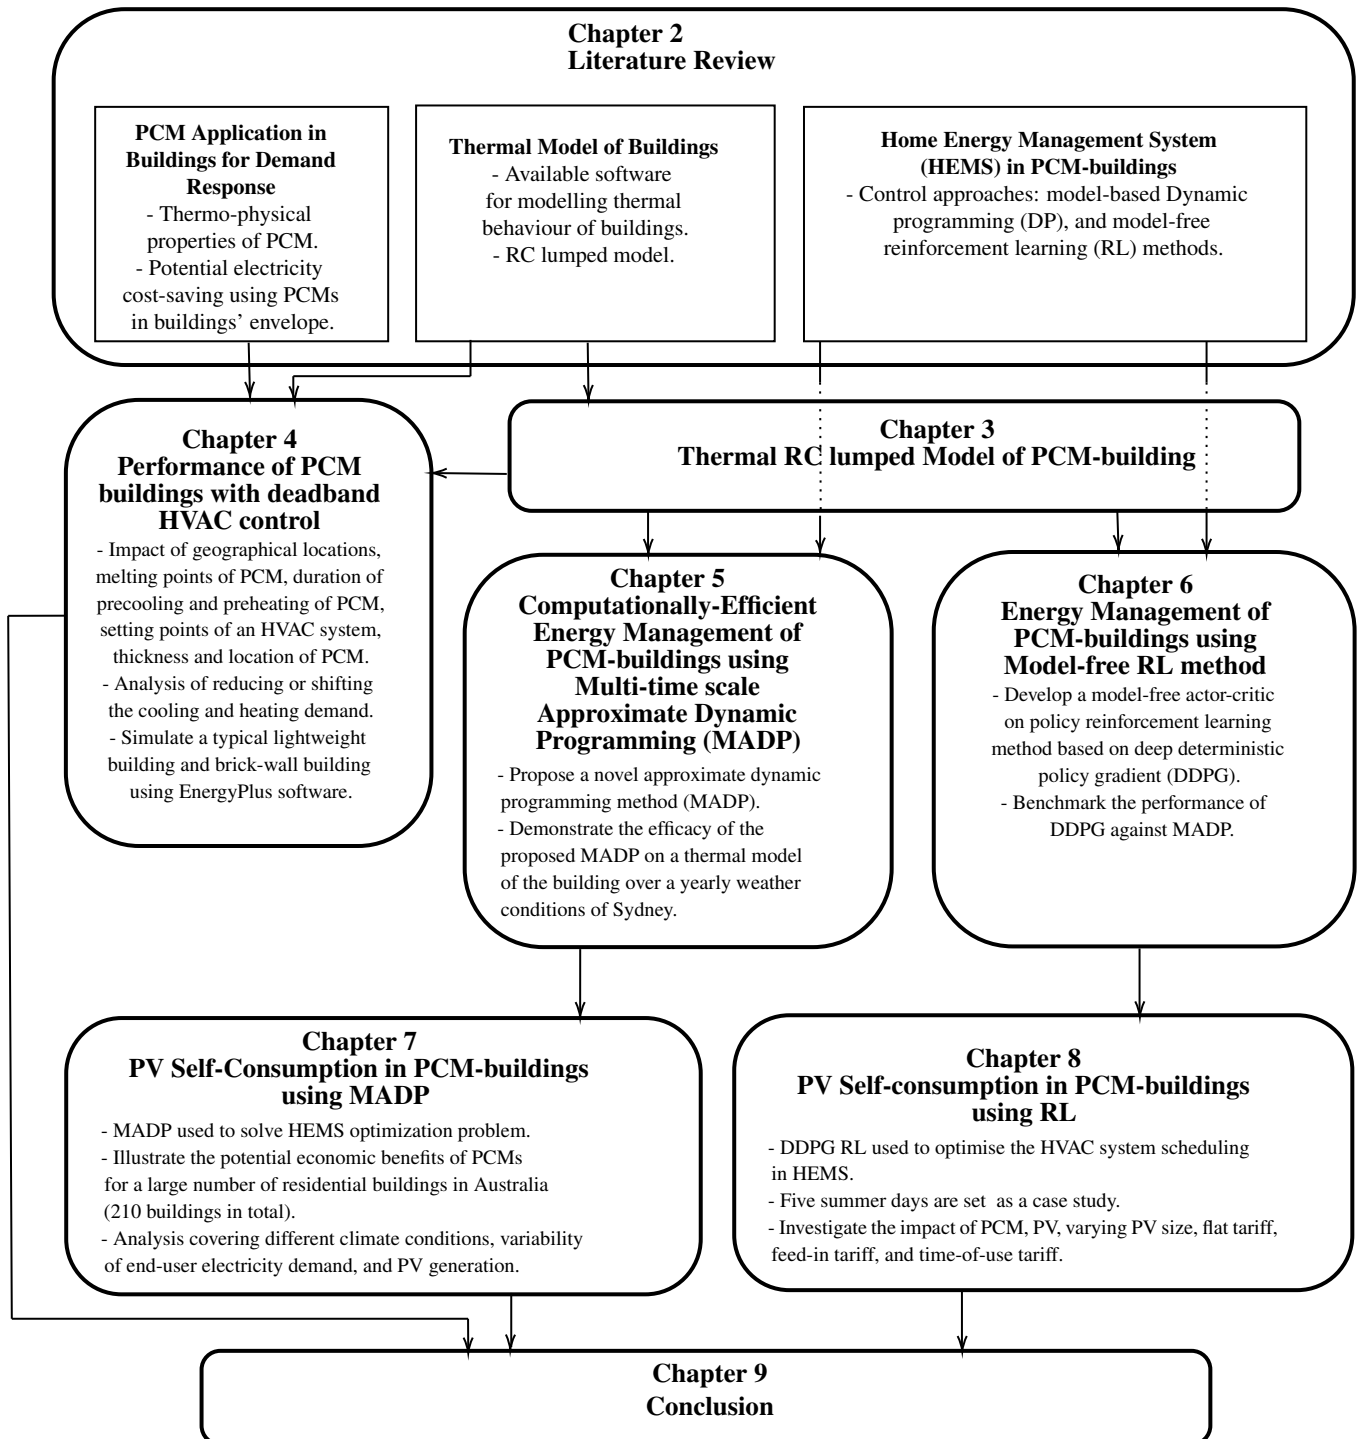 Chapter 2
Literature Review
PCM Application in
Buildings for Demand
Response
- Thermo-physical
properties of PCM.
- Potential electricity
cost-saving using PCMs
in buildings’ envelope.
Thermal Model of Buildings
- Available software
for modelling thermal
behaviour of buildings.
- RC lumped model.
Home Energy Management System
(HEMS) in PCM-buildings
- Control approaches: model-based Dynamic
programming (DP), and model-free
reinforcement learning (RL) methods.
Chapter 3
Thermal RC lumped Model of PCM-building
Chapter 4
Performance of PCM
buildings with deadband
HVAC control
- Impact of geographical locations,
melting points of PCM, duration of
precooling and preheating of PCM,
setting points of an HVAC system,
thickness and location of PCM.
- Analysis of reducing or shifting
the cooling and heating demand.
- Simulate a typical lightweight
building and brick-wall building
using EnergyPlus software.
Chapter 5
Computationally-Efficient
Energy Management of
PCM-buildings using
Multi-time scale
Approximate Dynamic
Programming (MADP)
- Propose a novel approximate dynamic
programming method (MADP).
- Demonstrate the efficacy of the
proposed MADP on a thermal model
of the building over a yearly weather
conditions of Sydney.
Chapter 6
Energy Management of
PCM-buildings using
Model-free RL method
- Develop a model-free actor-critic
on policy reinforcement learning
method based on deep deterministic
policy gradient (DDPG).
- Benchmark the performance of
DDPG against MADP.
Chapter 7
PV Self-Consumption in PCM-buildings
using MADP
- MADP used to solve HEMS optimization problem.
- Illustrate the potential economic benefits of PCMs
for a large number of residential buildings in Australia
(210 buildings in total).
- Analysis covering different climate conditions, variability
of end-user electricity demand, and PV generation.
Chapter 8
PV Self-consumption in PCM-buildings
using RL
- DDPG RL used to optimise the HVAC system scheduling
in HEMS.
- Five summer days are set as a case study.
- Investigate the impact of PCM, PV, varying PV size, flat tariff,
feed-in tariff, and time-of-use tariff.
Chapter 9
Conclusion